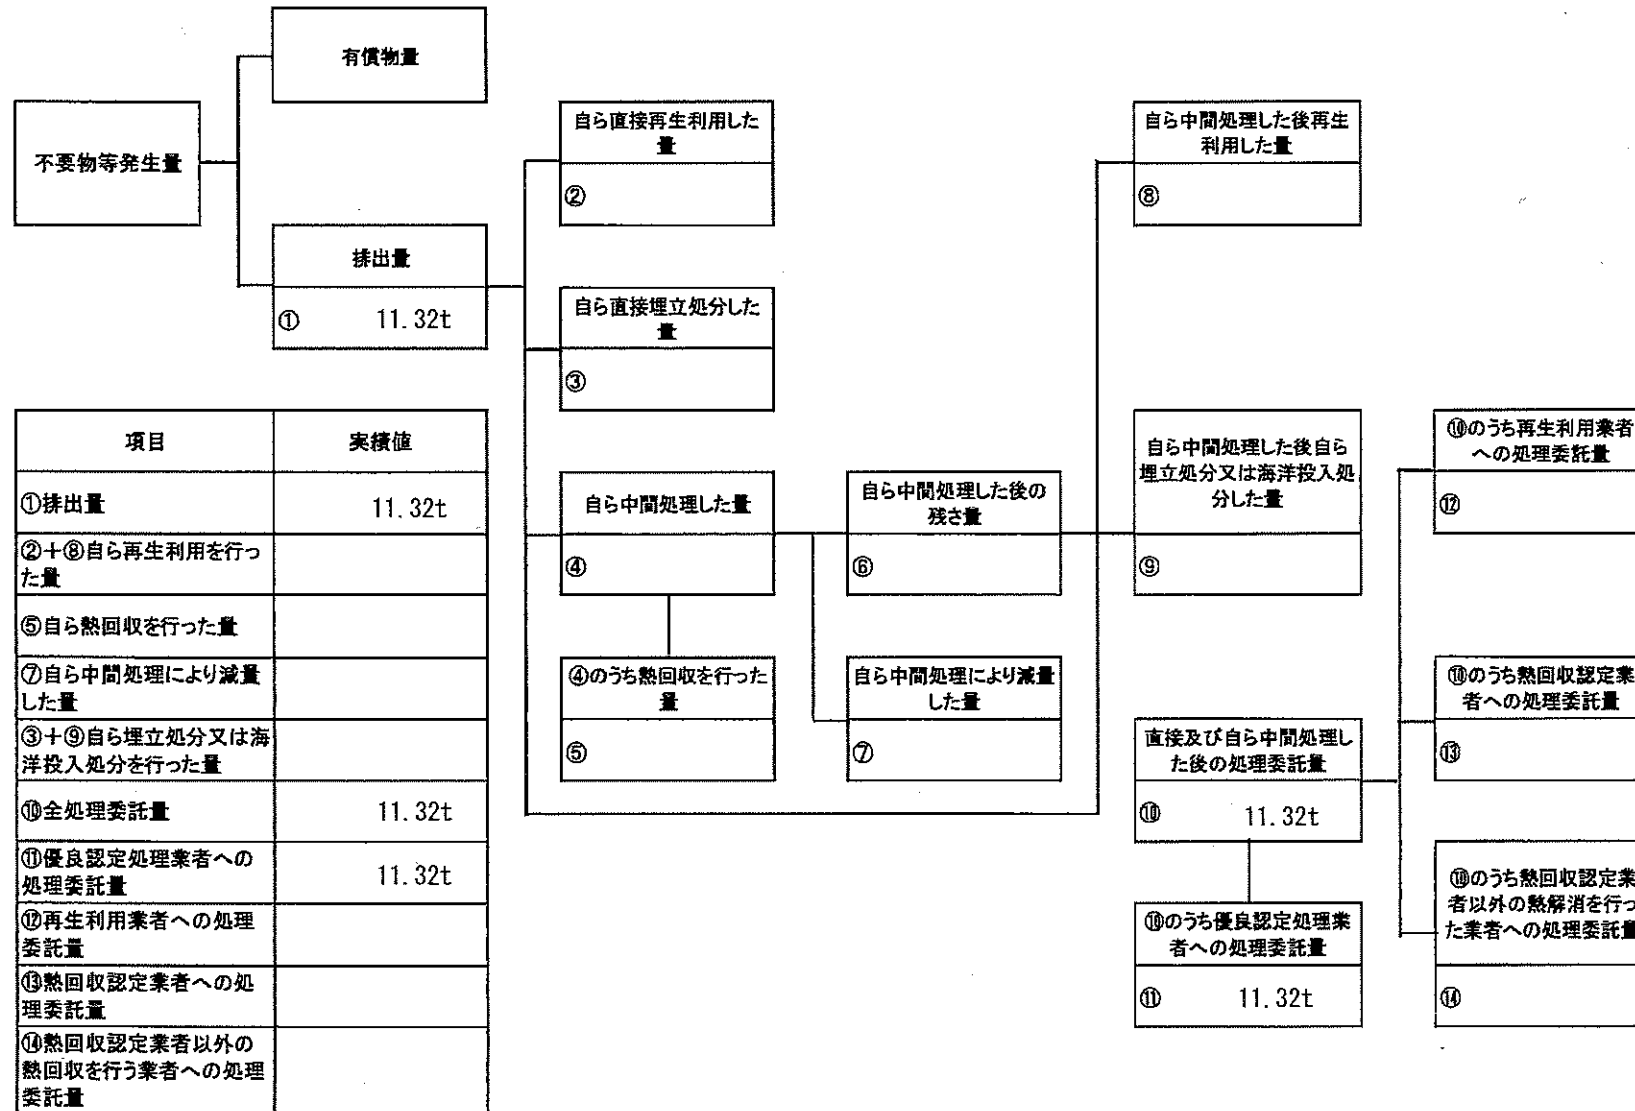 有償物量
不要物等発生量
排出量
① 11.32t
自ら直接再生利用した
量
②
自ら直接埋立処分した
量
③
自ら中間処理した量
④
④のうち熱回収を行った
量
⑤
自ら中間処理した後の
残さ量
⑥
自ら中間処理により減量
した量
⑦
自ら中間処理した後再生
利用した量
⑧
自ら中間処理した後自ら
埋立処分又は海洋投入処
分した量
⑨
直接及び自ら中間処理し
た後の処理委託量
⑩ 11.32t
⑩のうち優良認定処理業
者への処理委託量
⑪ 11.32t
⑩のうち再生利用業者
への処理委託量
⑫
⑩のうち熱回収認定業
者への処理委託量
⑬
⑩のうち熱回収認定業
者以外の熱解消を行っ
た業者への処理委託量
⑭
項目 実績値
①排出量 11.32t
②+⑧自ら再生利用を行っ
た量
⑤自ら熱回収を行った量
⑦自ら中間処理により減量
した量
③+⑨自ら埋立処分又は海
洋投入処分を行った量
⑩全処理委託量 11.32t
⑪優良認定処理業者への
処理委託量 11.32t
⑫再生利用業者への処理
委託量
⑬熱回収認定業者への処
理委託量
⑭熱回収認定業者以外の
熱回収を行う業者への処理
委託量